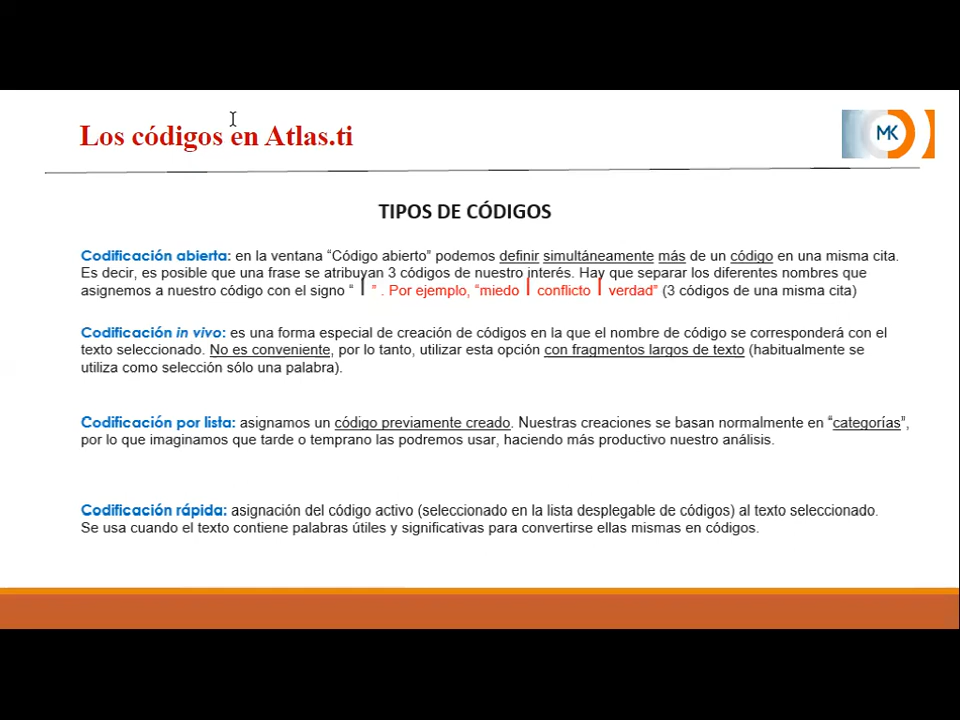 Los códigos en Atlas.ti
MK
TIPOS DE CÓDIGOS
Codificación abierta: en la ventana “Código abierto” podemos definir simultáneamente más de un código en una misma cita.
Es decir, es posible que una frase se atribuyan 3 códigos de nuestro interés. Hay que separar los diferentes nombres que
asignemos a nuestro código con el signo “ | ” . Por ejemplo, “miedo | conflicto | verdad” (3 códigos de una misma cita)
Codificación in vivo: es una forma especial de creación de códigos en la que el nombre de código se corresponderá con el
texto seleccionado. No es conveniente, por lo tanto, utilizar esta opción con fragmentos largos de texto (habitualmente se
utiliza como selección sólo una palabra).
Codificación por lista: asignamos un código previamente creado. Nuestras creaciones se basan normalmente en “categorías”,
por lo que imaginamos que tarde o temprano las podremos usar, haciendo más productivo nuestro análisis.
Codificación rápida: asignación del código activo (seleccionado en la lista desplegable de códigos) al texto seleccionado.
Se usa cuando el texto contiene palabras útiles y significativas para convertirse ellas mismas en códigos.